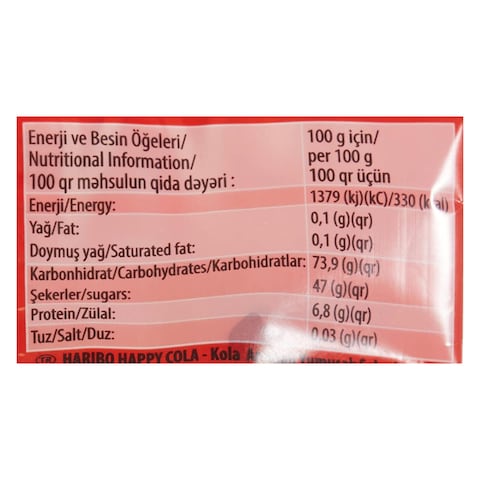 Enerji ve Besin Öğeleri/ 100 g için/
Nutritional Information/ per 100 g
100 qr məhsulun qida dəyəri : 100 qr üçün
Enerji/Energy: 1379 (kj)(kC)/330 (kcal)
Yağ/Fat: 0,1 (g)(qr)
Doymuş yağ/Saturated fat: 0,1 (g)(qr)
Karbonhidrat/Carbohydrates/Karbohidratlar: 73,9 (g)(qr)
Şekerler/sugars: 47 (g)(qr)
Protein/Zülal: 6,8 (g)(qr)
Tuz/Salt/Duz: 0,03 (g)(qr)
TR HARIBO HAPPY COLA - Kola